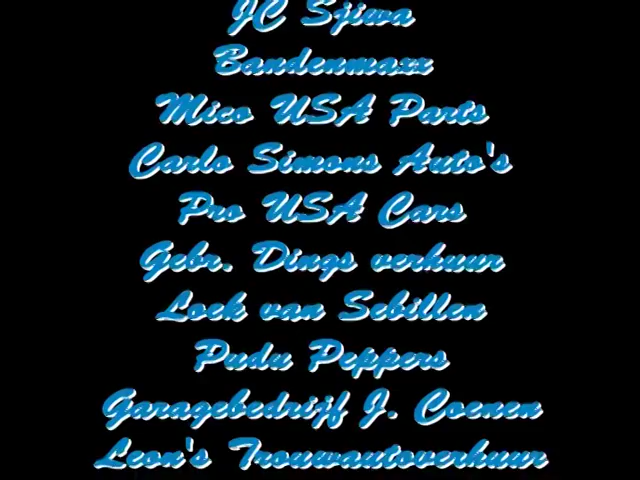 JC Sjiwa
Bandenmaxx
Mico USA Parts
Carlo Simons Auto's
Pro USA Cars
Gebr. Dings verhuur
Loek van Sebillen
Pudu Peppers
Garagebedrijf J. Coenen
Leon's Trouwautoverhuur